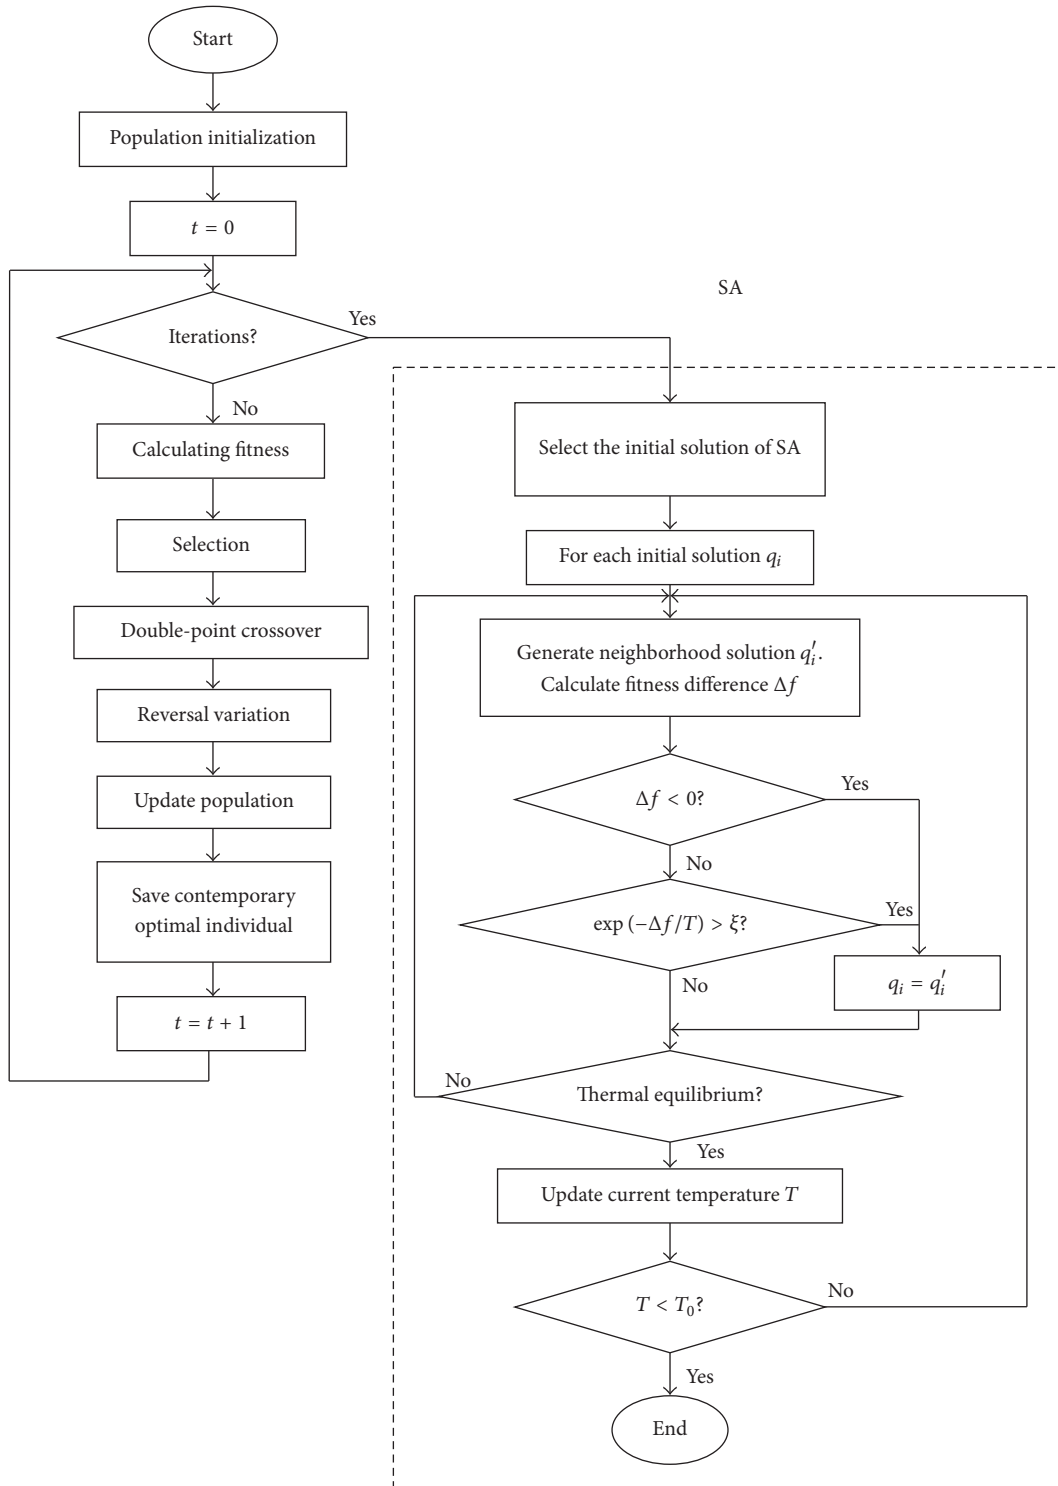 Start
Population initialization
t = 0
Iterations?
Yes
No
Calculating fitness
Selection
Double-point crossover
Reversal variation
Update population
Save contemporary
optimal individual
t = t + 1
SA
Select the initial solution of SA
For each initial solution qᵢ
Generate neighborhood solution qᵢ′.
Calculate fitness difference Δf
Δf < 0?
Yes
No
exp (−Δf/T) > ξ?
Yes
No
qᵢ = qᵢ′
Thermal equilibrium?
No
Yes
Update current temperature T
T < T₀?
No
Yes
End